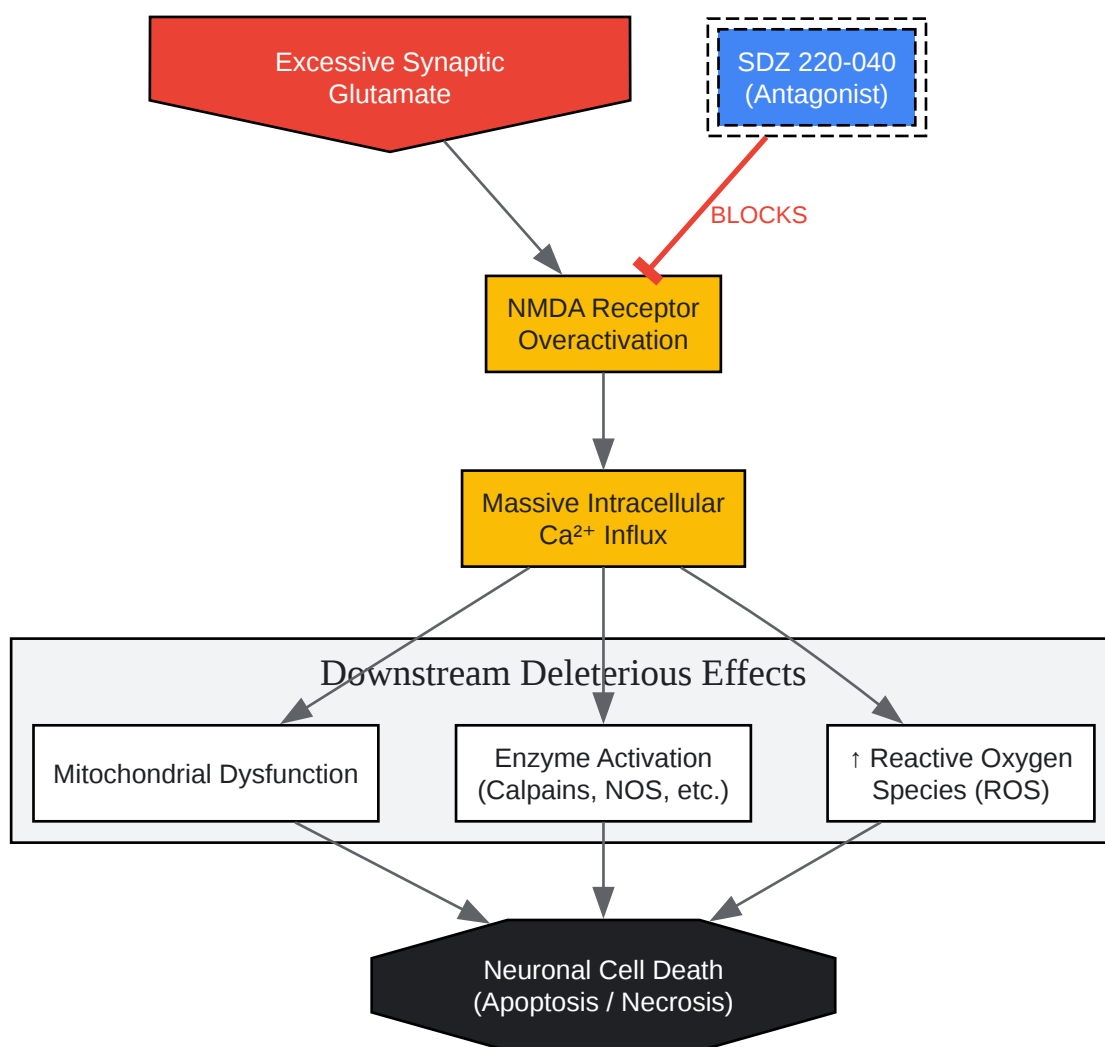 Excessive Synaptic
Glutamate
SDZ 220-040
(Antagonist)
BLOCKS
NMDA Receptor
Overactivation
Massive Intracellular
Ca²⁺ Influx
Downstream Deleterious Effects
Mitochondrial Dysfunction
Enzyme Activation
(Calpains, NOS, etc.)
↑ Reactive Oxygen
Species (ROS)
Neuronal Cell Death
(Apoptosis / Necrosis)